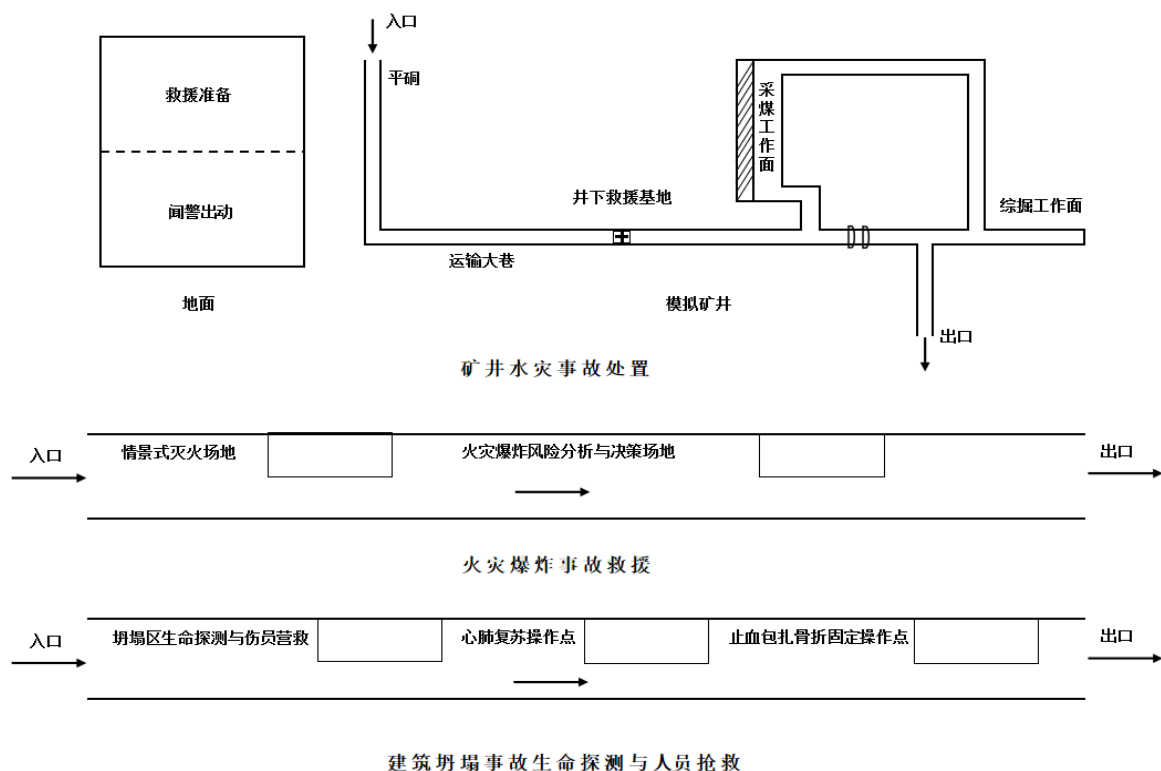 入口
救援准备
平硐
采煤工作面
闻警出动
井下救援基地
综掘工作面
运输大巷
地面
模拟矿井
出口
矿井水灾事故处置
入口
情景式灭火场地
火灾爆炸风险分析与决策场地
出口
火灾爆炸事故救援
入口
坍塌区生命探测与伤员营救
心肺复苏操作点
止血包扎骨折固定操作点
出口
建筑坍塌事故生命探测与人员抢救